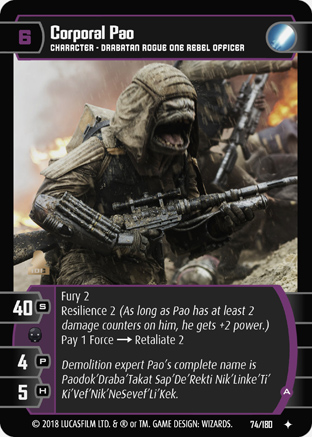 6
Corporal Pao
CHARACTER - DRABATAN ROGUE ONE REBEL OFFICER
40 S
4 P
5 H
Fury 2
Resilience 2 (As long as Pao has at least 2
damage counters on him, he gets +2 power.)
Pay 1 Force → Retaliate 2
Demolition expert Pao's complete name is
Paodok'Draba'Takat Sap'De'Rekti Nik'Linke'Ti'
Ki'Vef'Nik'NeSevef'Li'Kek.
A
© 2018 LUCASFILM LTD. & ® or TM. GAME DESIGN: WIZARDS.
74/180